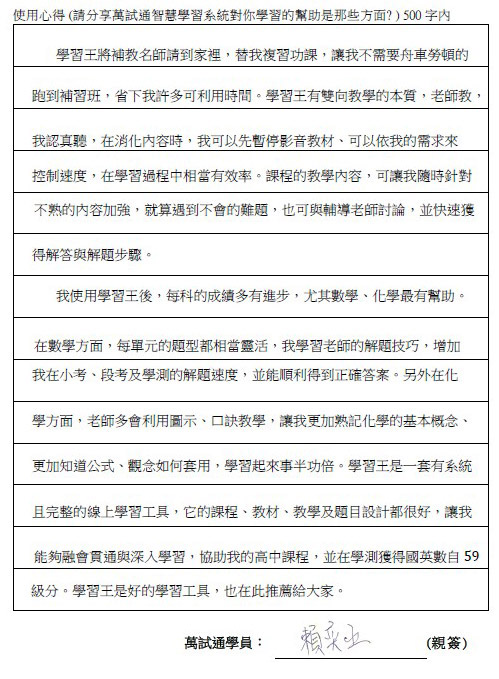 使用心得 (請分享萬試通智慧學習系統對你學習的幫助是那些方面? ) 500 字內
學習王將補教名師請到家裡，替我複習功課，讓我不需要舟車勞頓的
跑到補習班，省下我許多可利用時間。學習王有雙向教學的本質，老師教，
我認真聽，在消化內容時，我可以先暫停影音教材、可以依我的需求來
控制速度，在學習過程中相當有效率。課程的教學內容，可讓我隨時針對
不熟的內容加強，就算遇到不會的難題，也可與輔導老師討論，並快速獲
得解答與解題步驟。
我使用學習王後，每科的成績多有進步，尤其數學、化學最有幫助。
在數學方面，每單元的題型都相當靈活，我學習老師的解題技巧，增加
我在小考、段考及學測的解題速度，並能順利得到正確答案。另外在化
學方面，老師多會利用圖示、口訣教學，讓我更加熟記化學的基本概念、
更加知道公式、觀念如何套用，學習起來事半功倍。學習王是一套有系統
且完整的線上學習工具，它的課程、教材、教學及題目設計都很好，讓我
能夠融會貫通與深入學習，協助我的高中課程，並在學測獲得國英數自 59
級分。學習王是好的學習工具，也在此推薦給大家。
萬試通學員： 賴奕丞 (親簽)